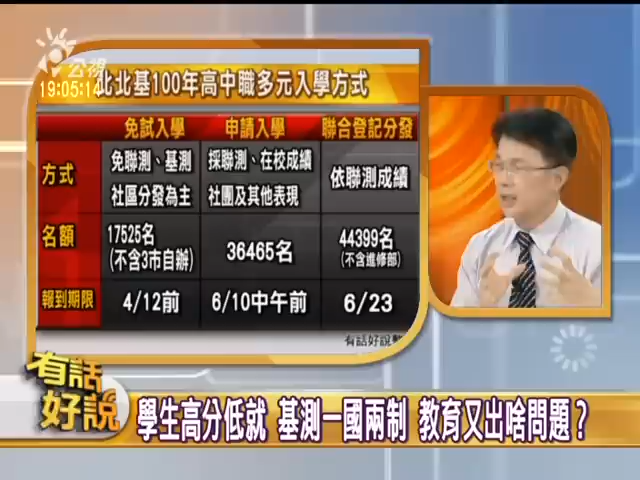 公視
19:05:14
北北基100年高中職多元入學方式
免試入學 申請入學 聯合登記分發
方式 免聯測、基測 採聯測、在校成績 依聯測成績
社區分發為主 社團及其他表現
名額 17525名 36465名 44399名
(不含3市自辦) (不含進修部)
報到期限 4/12前 6/10中午前 6/23
有話好說
有話
好說
學生高分低就 基測一國兩制 教育又出啥問題？